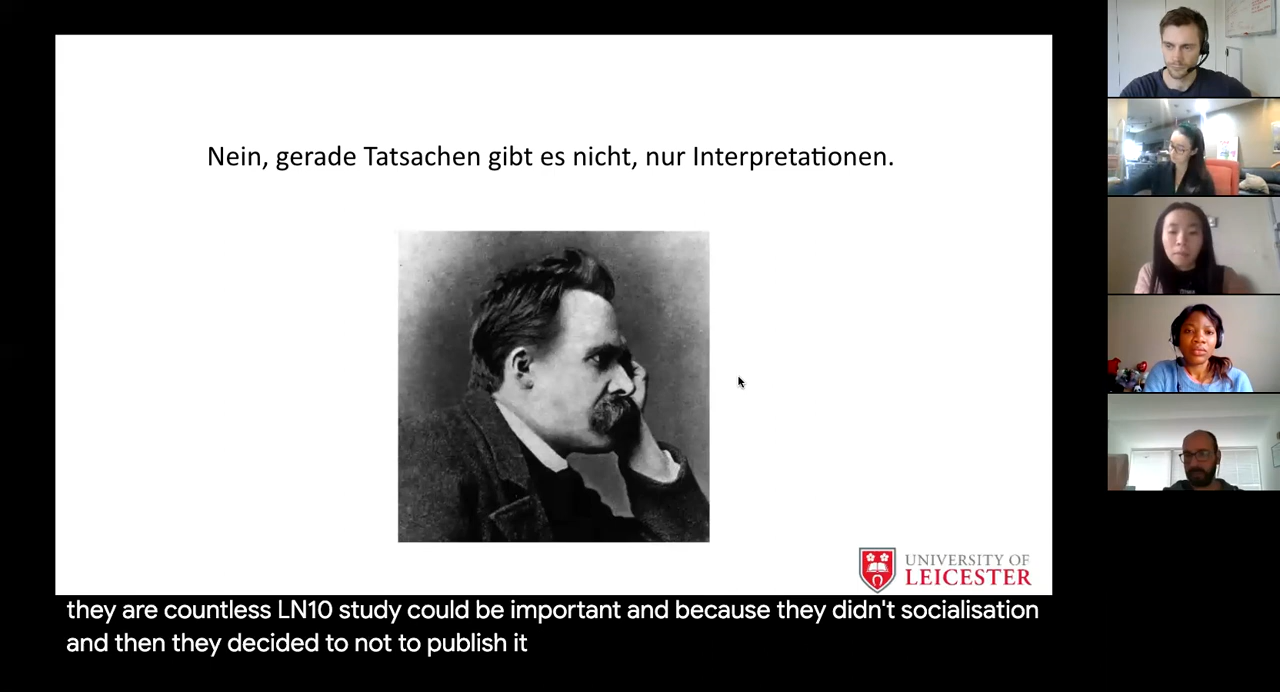 Nein, gerade Tatsachen gibt es nicht, nur Interpretationen.
UNIVERSITY OF
LEICESTER
they are countless LN10 study could be important and because they didn't socialisation
and then they decided to not to publish it